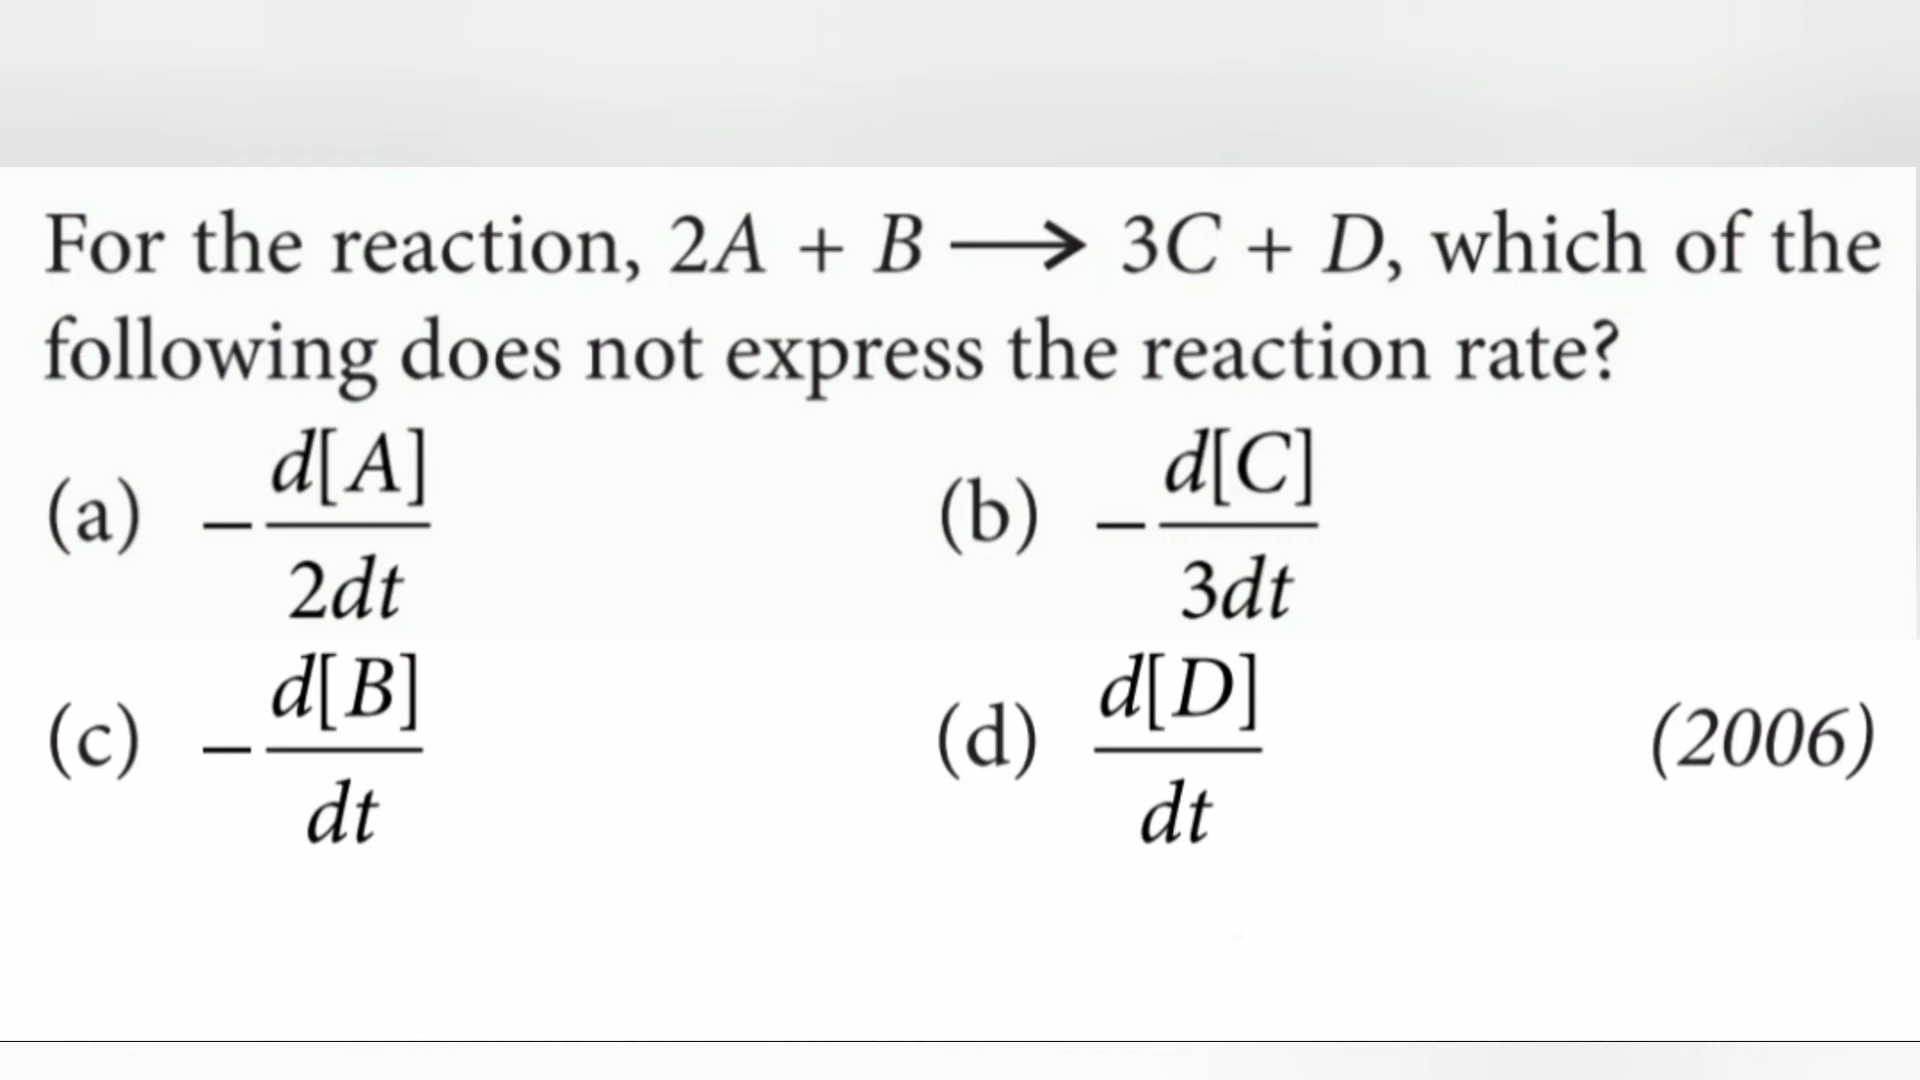 For the reaction, 2A + B ⟶ 3C + D, which of the
following does not express the reaction rate?
(a) −d[A]/2dt (b) −d[C]/3dt
(c) −d[B]/dt (d) d[D]/dt (2006)